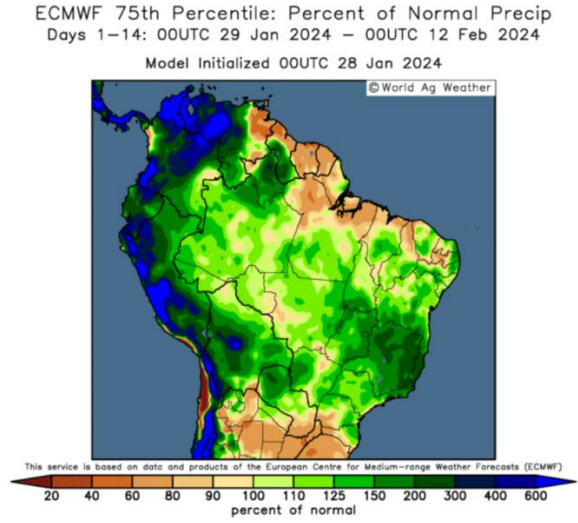 ECMWF 75th Percentile: Percent of Normal Precip
Days 1–14: 00UTC 29 Jan 2024 – 00UTC 12 Feb 2024
Model Initialized 00UTC 28 Jan 2024
©World Ag Weather
This service is based on data and products of the European Centre for Medium-range Weather Forecasts (ECMWF)
20 40 60 80 90 100 110 125 150 200 300 400 600
percent of normal